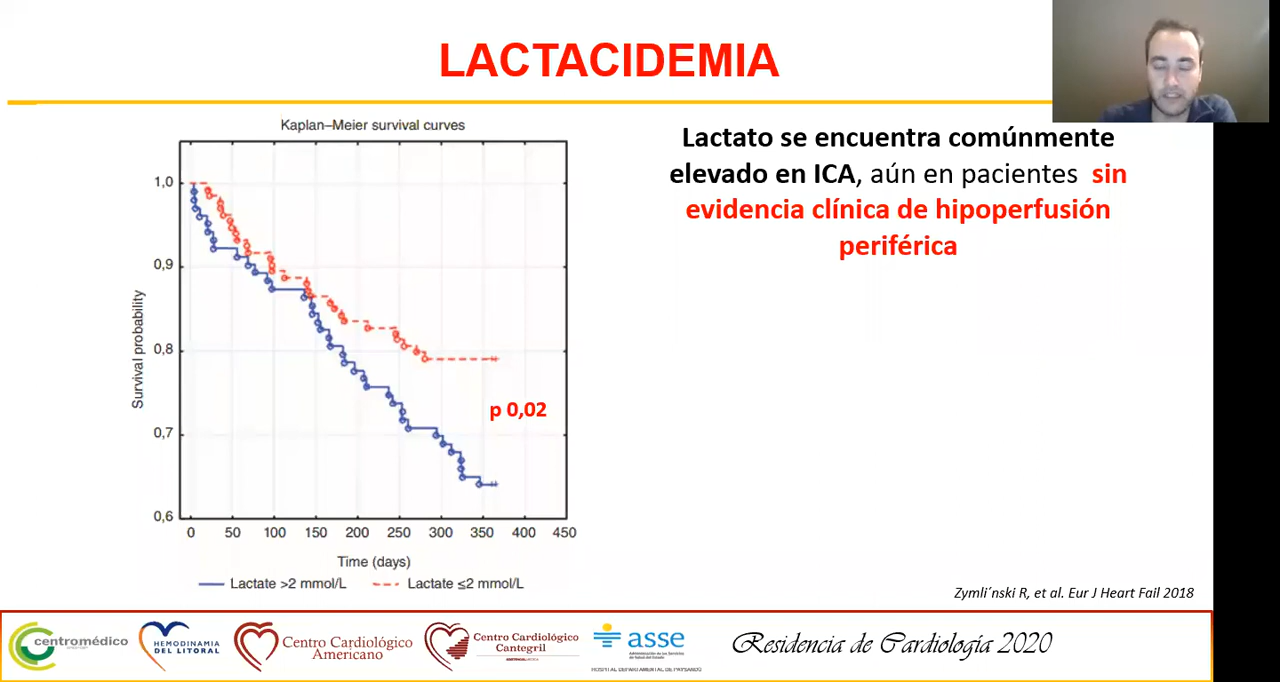 LACTACIDEMIA
Kaplan–Meier survival curves
1,0
0,9
0,8
0,7
0,6
Survival probability
p 0,02
0 50 100 150 200 250 300 350 400 450
Time (days)
Lactate >2 mmol/L Lactate ≤2 mmol/L
Lactato se encuentra comúnmente
elevado en ICA, aún en pacientes sin
evidencia clínica de hipoperfusión
periférica
Zymli´nski R, et al. Eur J Heart Fail 2018
centromédico
HEMODINAMIA
DEL LITORAL
Centro Cardiológico
Americano
Centro Cardiológico
Cantegril
asse
Administración de los Servicios
de Salud del Estado
HOSPITAL DEPARTAMENTAL DE PAYSANDÚ
Residencia de Cardiología 2020